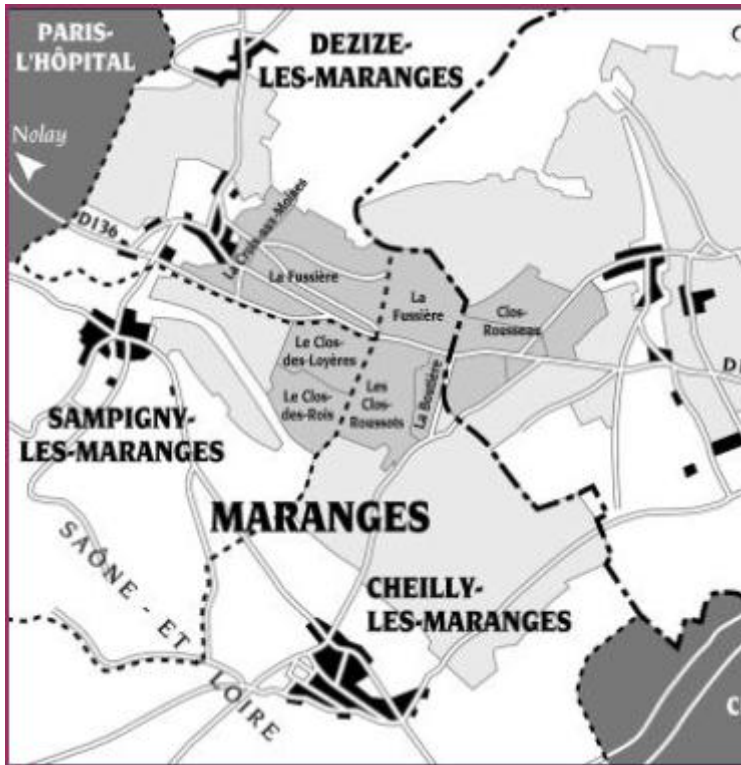 PARIS-
L'HÔPITAL
DEZIZE-
LES-MARANGES
Nolay
D136
La Croix-aux-Moines
La Fussière
La
Fussière
Clos-
Rousseau
Le Clos-
des-Loyères
La Boutière
Le Clos-
des-Rois
Les
Clos-
Roussots
SAMPIGNY-
LES-MARANGES
MARANGES
SAÔNE - ET
LOIRE
CHEILLY-
LES-MARANGES